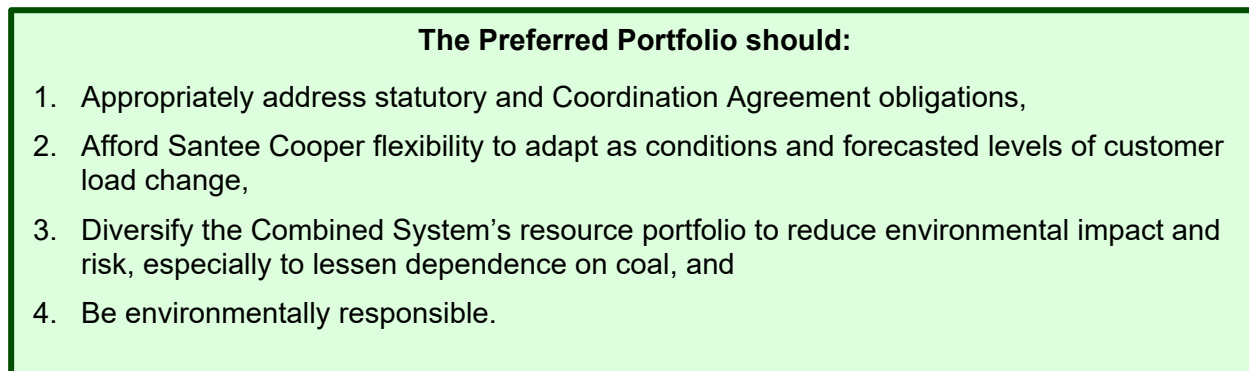 The Preferred Portfolio should:
1. Appropriately address statutory and Coordination Agreement obligations,
2. Afford Santee Cooper flexibility to adapt as conditions and forecasted levels of customer
load change,
3. Diversify the Combined System’s resource portfolio to reduce environmental impact and
risk, especially to lessen dependence on coal, and
4. Be environmentally responsible.